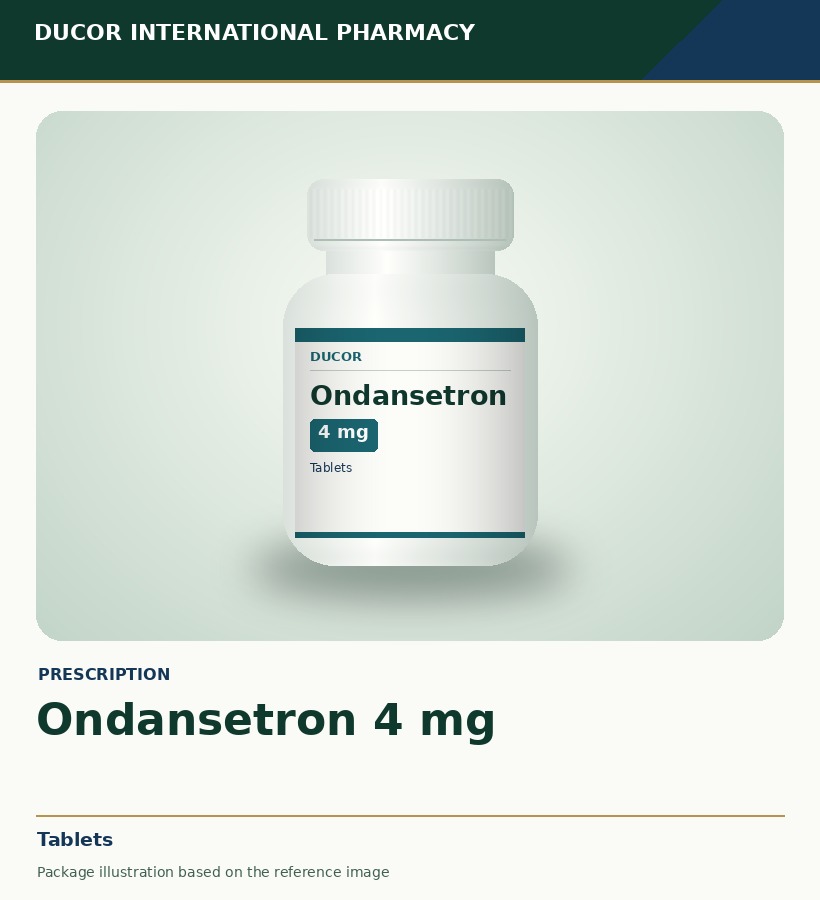 DUCOR INTERNATIONAL PHARMACY
DUCOR
Ondansetron
4 mg
Tablets
PRESCRIPTION
Ondansetron 4 mg
Tablets
Package illustration based on the reference image